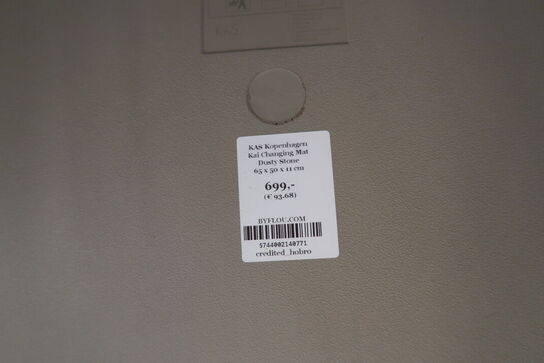 KAS Kopenhagen
Kai Changing Mat
Dusty Stone
65 x 50 x 11 cm
699,-
(€ 93.68)
BYFLOU.COM
5744002140771
credited_hobro